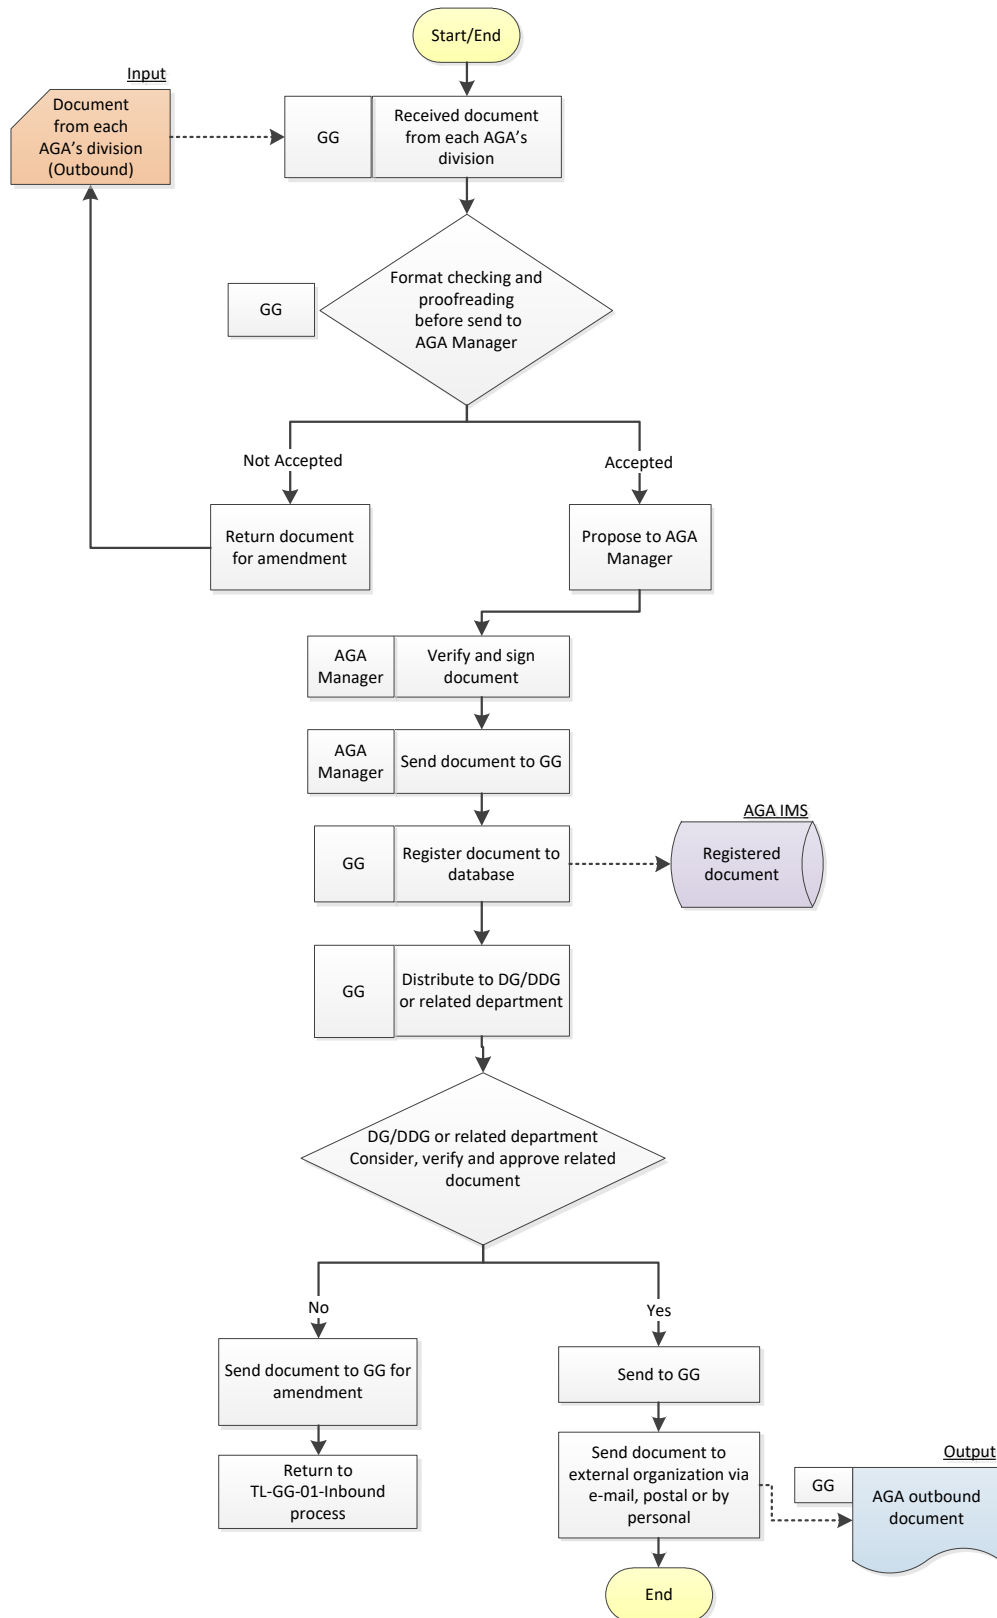 Start/End
Input
Document
from each
AGA's division
(Outbound)
GG
Received document
from each AGA's
division
Format checking and
proofreading
before send to
AGA Manager
GG
Not Accepted
Accepted
Return document
for amendment
Propose to AGA
Manager
AGA
Manager
Verify and sign
document
AGA
Manager
Send document to GG
GG
Register document to
database
AGA IMS
Registered
document
GG
Distribute to DG/DDG
or related department
DG/DDG or related department
Consider, verify and approve related
document
No
Yes
Send document to GG for
amendment
Send to GG
Return to
TL-GG-01-Inbound
process
Send document to
external organization via
e-mail, postal or by
personal
Output
GG
AGA outbound
document
End